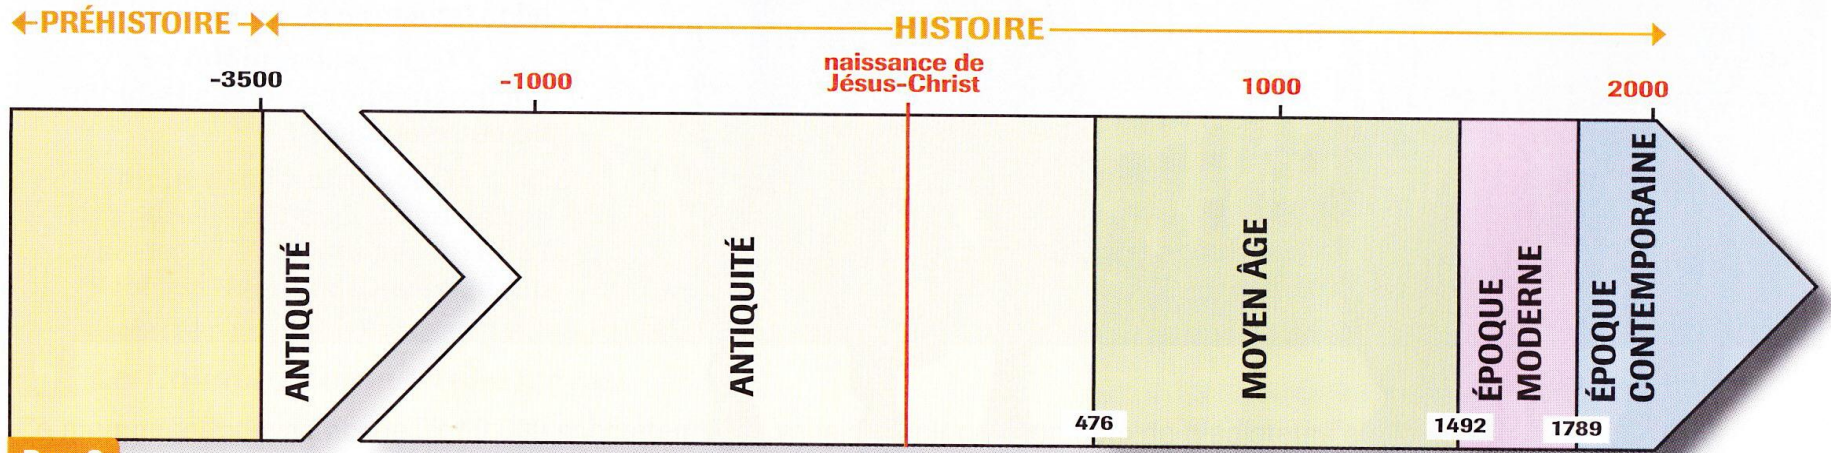 PRÉHISTOIRE
HISTOIRE
-3500
-1000
naissance de
Jésus-Christ
1000
2000
ANTIQUITÉ
ANTIQUITÉ
MOYEN ÂGE
ÉPOQUE
MODERNE
ÉPOQUE
CONTEMPORAINE
476
1492
1789